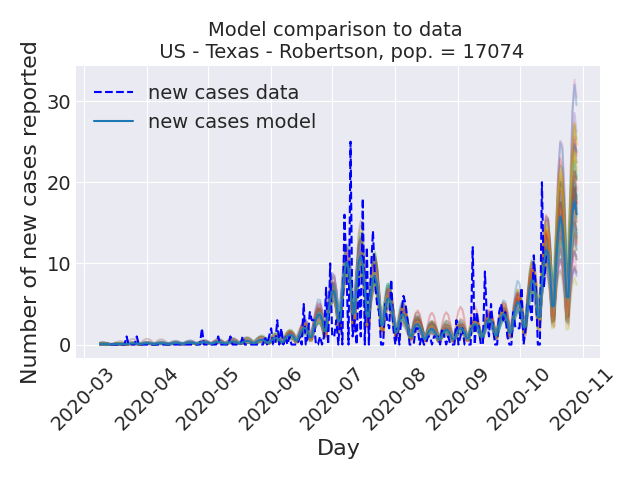 Model comparison to data
US - Texas - Robertson, pop. = 17074
Number of new cases reported
30
20
10
0
new cases data
new cases model
2020-03
2020-04
2020-05
2020-06
2020-07
2020-08
2020-09
2020-10
2020-11
Day